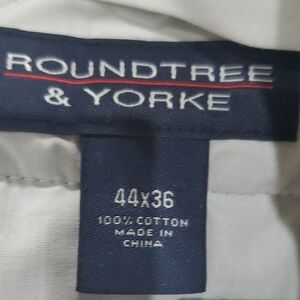 ROUNDTREE
& YORKE
44X36
100% COTTON
MADE IN
CHINA